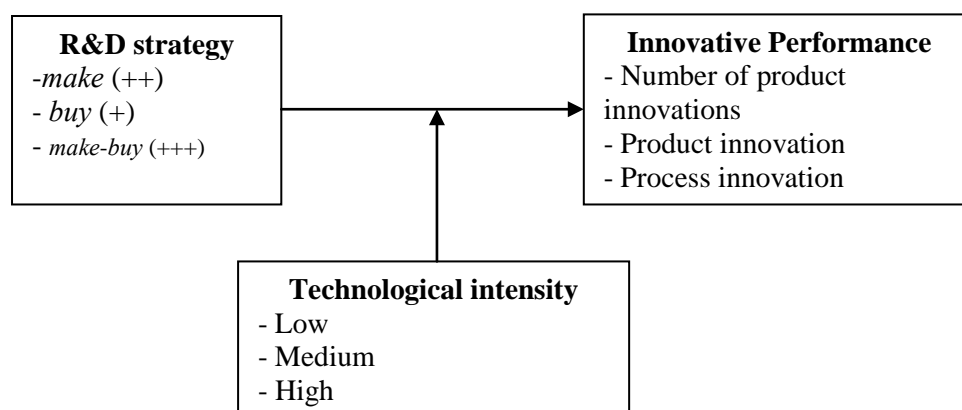 R&D strategy
-make (++)
- buy (+)
- make-buy (+++)
Innovative Performance
- Number of product
innovations
- Product innovation
- Process innovation
Technological intensity
- Low
- Medium
- High